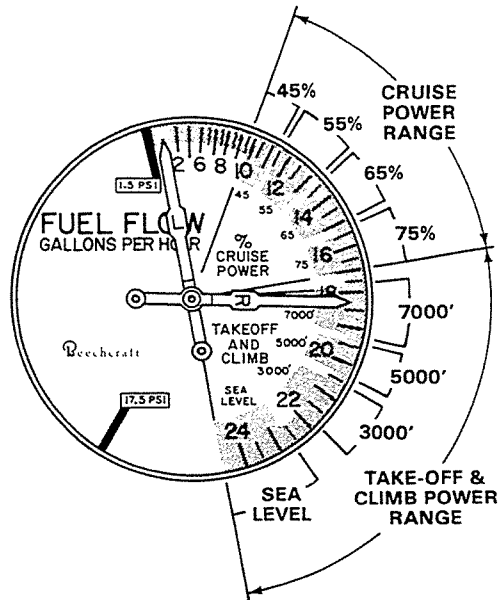 45%
55%
65%
75%
CRUISE
POWER
RANGE
2 6 8 10 12 14 16 18 20 22 24
1.5 PSI
L
FUEL FLOW
GALLONS PER HOUR
45
55
65
75
%
CRUISE
POWER
R
TAKEOFF
AND
CLIMB
7000'
5000'
3000'
SEA
LEVEL
Beechcraft
17.5 PSI
7000'
5000'
3000'
SEA
LEVEL
TAKE-OFF &
CLIMB POWER
RANGE